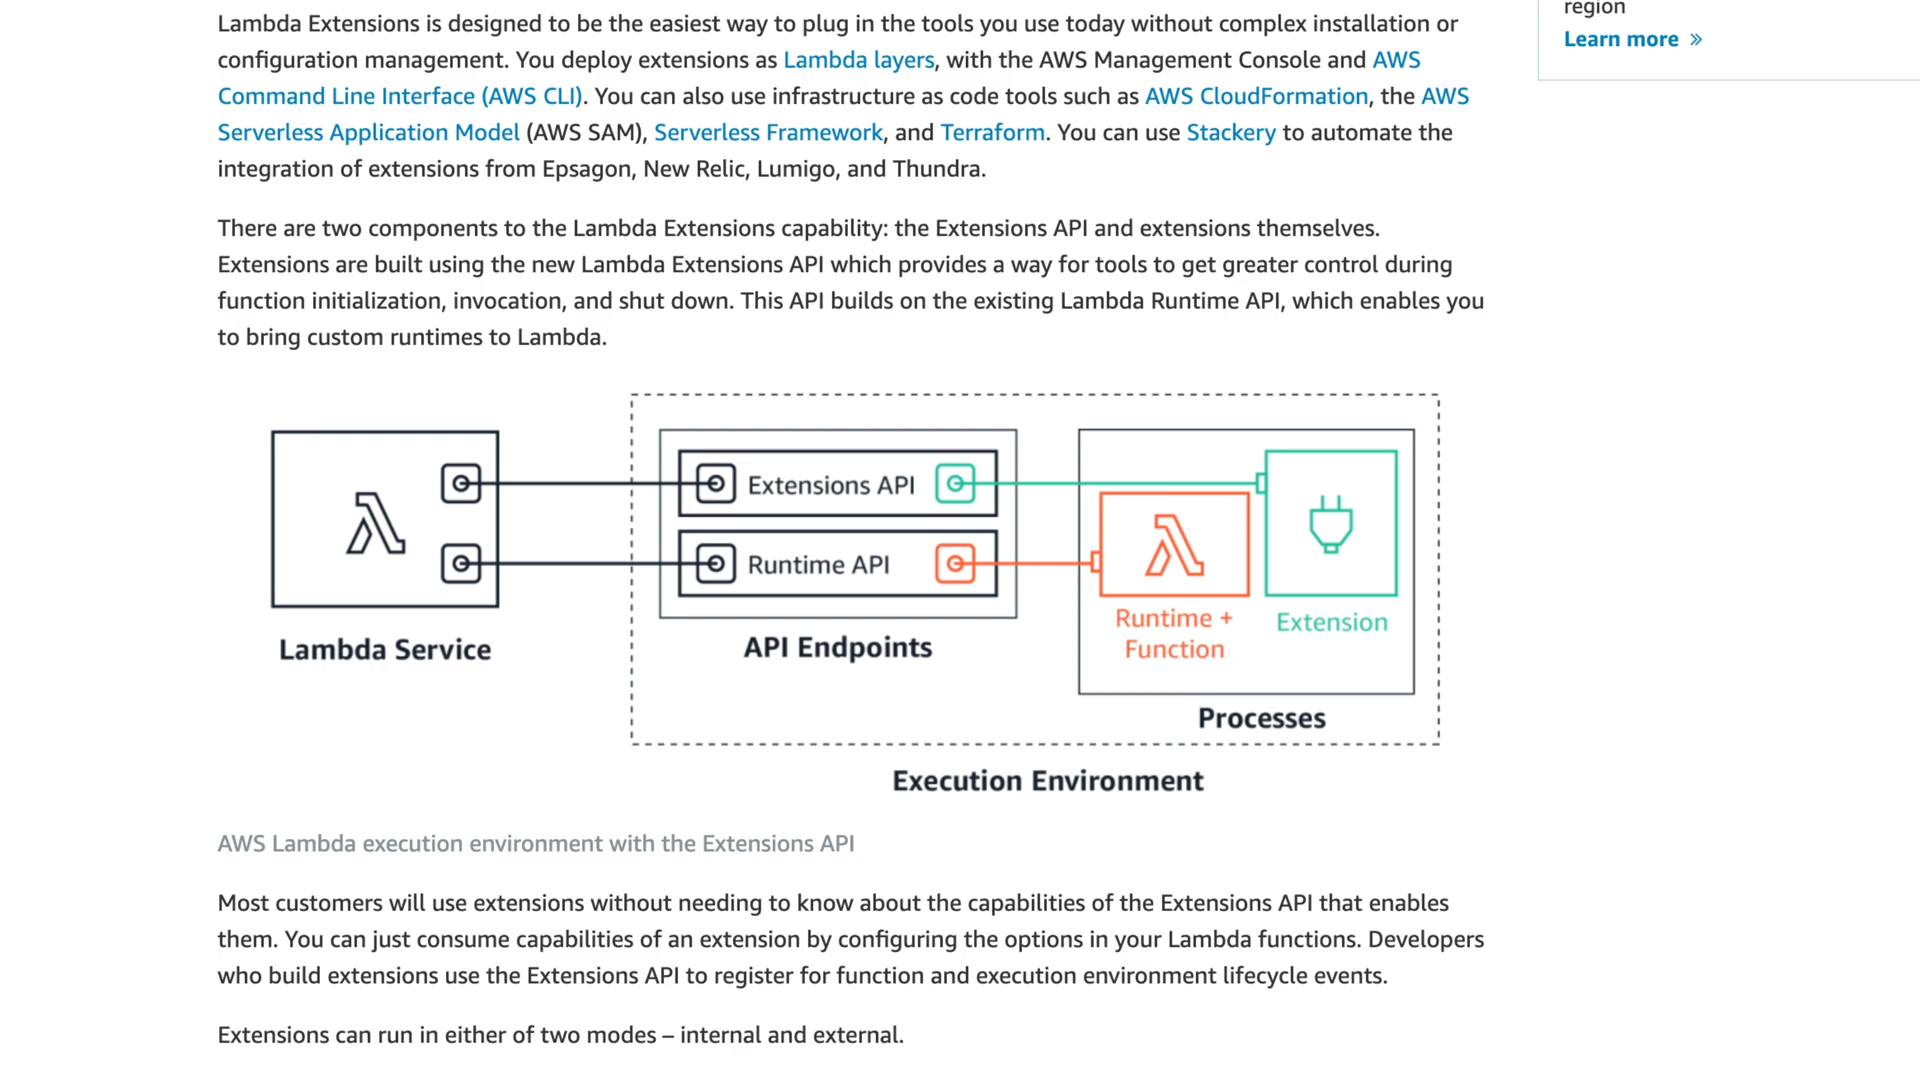 Lambda Extensions is designed to be the easiest way to plug in the tools you use today without complex installation or
configuration management. You deploy extensions as Lambda layers, with the AWS Management Console and AWS
Command Line Interface (AWS CLI). You can also use infrastructure as code tools such as AWS CloudFormation, the AWS
Serverless Application Model (AWS SAM), Serverless Framework, and Terraform. You can use Stackery to automate the
integration of extensions from Epsagon, New Relic, Lumigo, and Thundra.
region
Learn more »
There are two components to the Lambda Extensions capability: the Extensions API and extensions themselves.
Extensions are built using the new Lambda Extensions API which provides a way for tools to get greater control during
function initialization, invocation, and shut down. This API builds on the existing Lambda Runtime API, which enables you
to bring custom runtimes to Lambda.
Lambda Service
Extensions API
Runtime API
API Endpoints
Runtime +
Function
Extension
Processes
Execution Environment
AWS Lambda execution environment with the Extensions API
Most customers will use extensions without needing to know about the capabilities of the Extensions API that enables
them. You can just consume capabilities of an extension by configuring the options in your Lambda functions. Developers
who build extensions use the Extensions API to register for function and execution environment lifecycle events.
Extensions can run in either of two modes – internal and external.